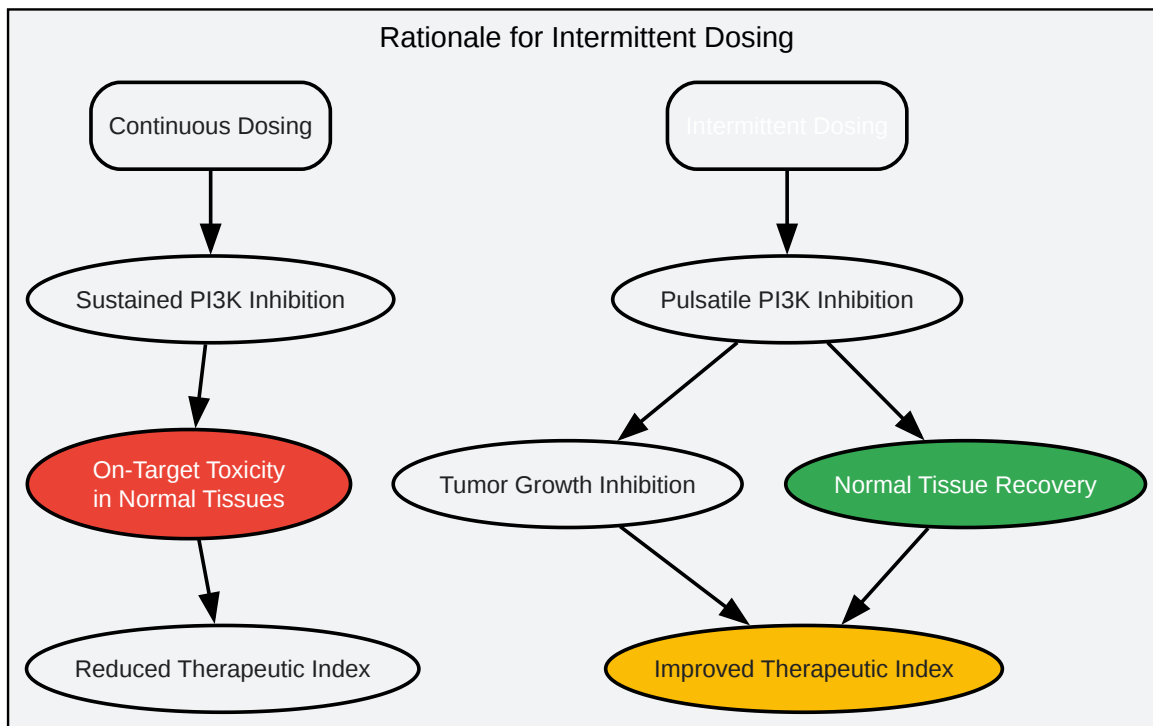 Rationale for Intermittent Dosing
Continuous Dosing
Intermittent Dosing
Sustained PI3K Inhibition
Pulsatile PI3K Inhibition
On-Target Toxicity
in Normal Tissues
Tumor Growth Inhibition
Normal Tissue Recovery
Reduced Therapeutic Index
Improved Therapeutic Index